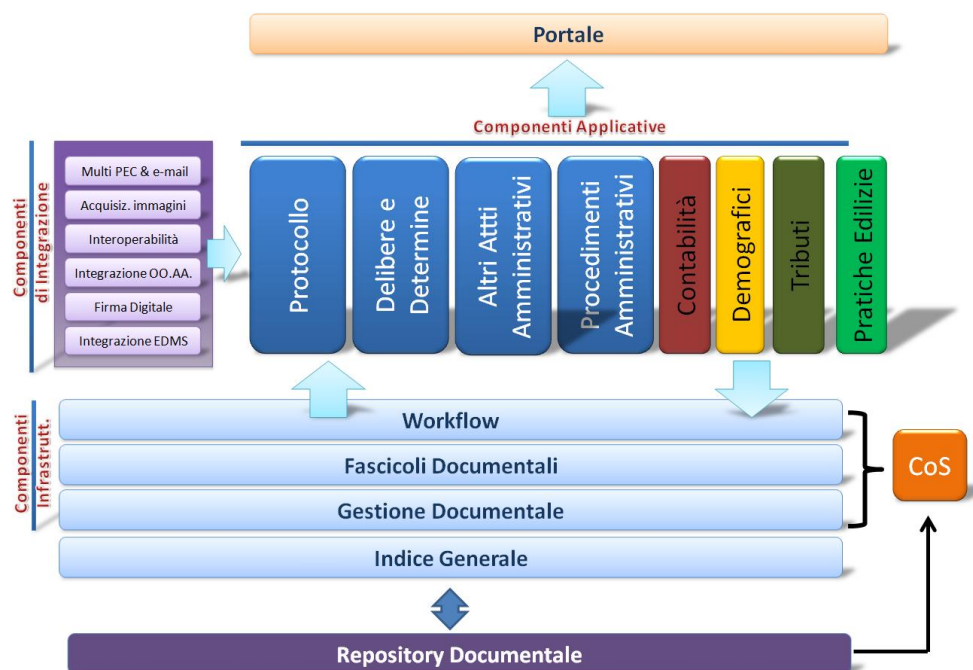 Portale
Componenti Applicative
Componenti
di Integrazione
Multi PEC & e-mail
Acquisiz. immagini
Interoperabilità
Integrazione OO.AA.
Firma Digitale
Integrazione EDMS
Protocollo
Delibere e
Determine
Altri Attti
Amministrativi
Procedimenti
Amministrativi
Contabilità
Demografici
Tributi
Pratiche Edilizie
Componenti
Infrastrutt.
Workflow
Fascicoli Documentali
Gestione Documentale
Indice Generale
CoS
Repository Documentale